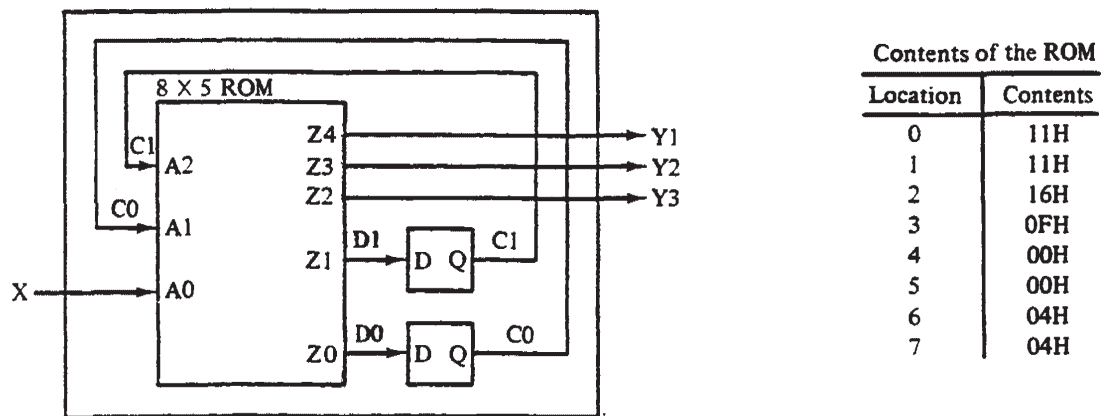 8 X 5 ROM
C1
A2
C0
A1
X
A0
Z4
Y1
Z3
Y2
Z2
Y3
Z1
D1
D Q
C1
Z0
D0
D Q
C0
Contents of the ROM
Location Contents
0 11H
1 11H
2 16H
3 0FH
4 00H
5 00H
6 04H
7 04H